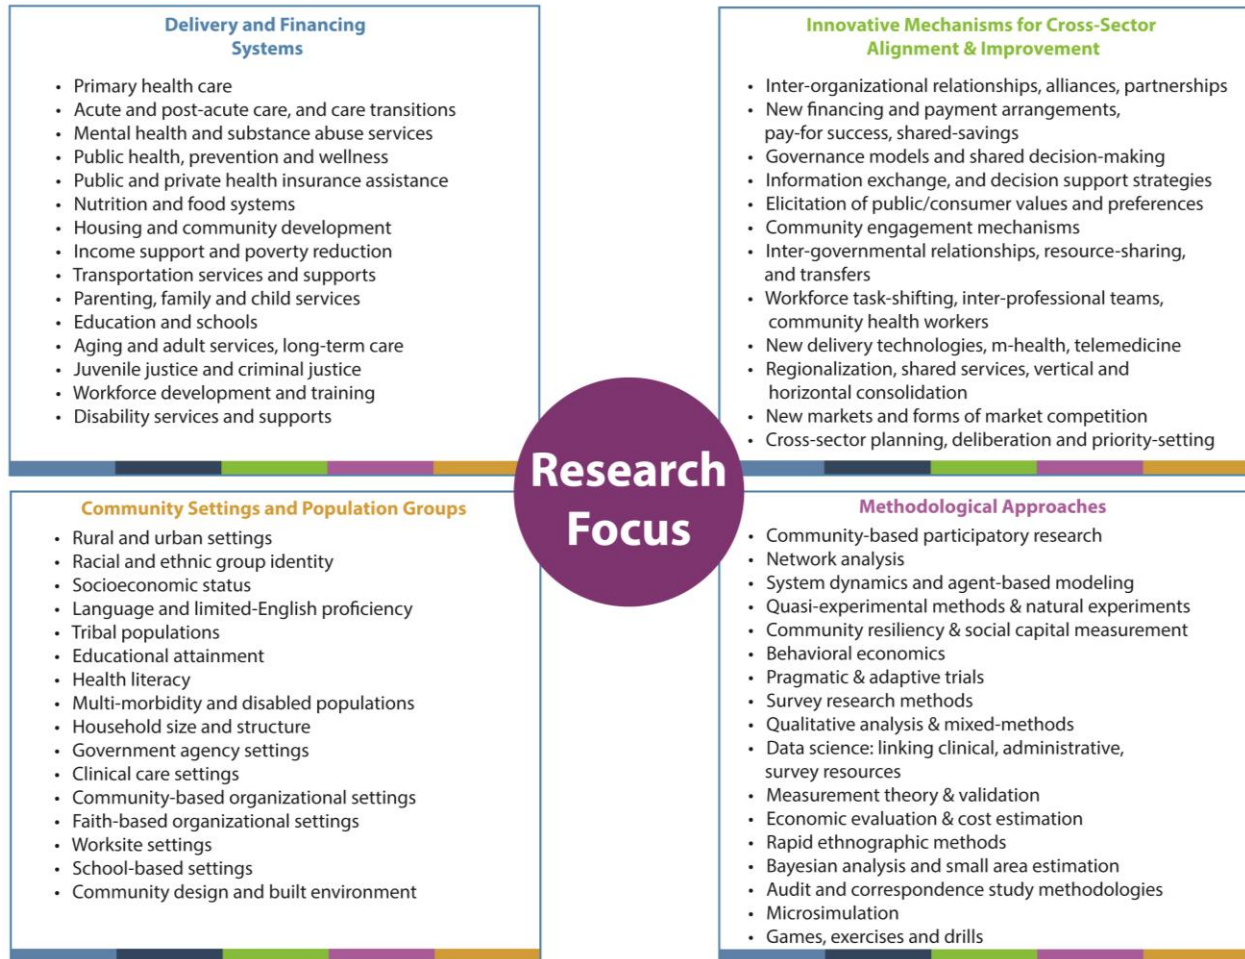 Delivery and Financing
Systems
• Primary health care
• Acute and post-acute care, and care transitions
• Mental health and substance abuse services
• Public health, prevention and wellness
• Public and private health insurance assistance
• Nutrition and food systems
• Housing and community development
• Income support and poverty reduction
• Transportation services and supports
• Parenting, family and child services
• Education and schools
• Aging and adult services, long-term care
• Juvenile justice and criminal justice
• Workforce development and training
• Disability services and supports
Innovative Mechanisms for Cross-Sector
Alignment & Improvement
• Inter-organizational relationships, alliances, partnerships
• New financing and payment arrangements,
pay-for success, shared-savings
• Governance models and shared decision-making
• Information exchange, and decision support strategies
• Elicitation of public/consumer values and preferences
• Community engagement mechanisms
• Inter-governmental relationships, resource-sharing,
and transfers
• Workforce task-shifting, inter-professional teams,
community health workers
• New delivery technologies, m-health, telemedicine
• Regionalization, shared services, vertical and
horizontal consolidation
• New markets and forms of market competition
• Cross-sector planning, deliberation and priority-setting
Research
Focus
Community Settings and Population Groups
• Rural and urban settings
• Racial and ethnic group identity
• Socioeconomic status
• Language and limited-English proficiency
• Tribal populations
• Educational attainment
• Health literacy
• Multi-morbidity and disabled populations
• Household size and structure
• Government agency settings
• Clinical care settings
• Community-based organizational settings
• Faith-based organizational settings
• Worksite settings
• School-based settings
• Community design and built environment
Methodological Approaches
• Community-based participatory research
• Network analysis
• System dynamics and agent-based modeling
• Quasi-experimental methods & natural experiments
• Community resiliency & social capital measurement
• Behavioral economics
• Pragmatic & adaptive trials
• Survey research methods
• Qualitative analysis & mixed-methods
• Data science: linking clinical, administrative,
survey resources
• Measurement theory & validation
• Economic evaluation & cost estimation
• Rapid ethnographic methods
• Bayesian analysis and small area estimation
• Audit and correspondence study methodologies
• Microsimulation
• Games, exercises and drills